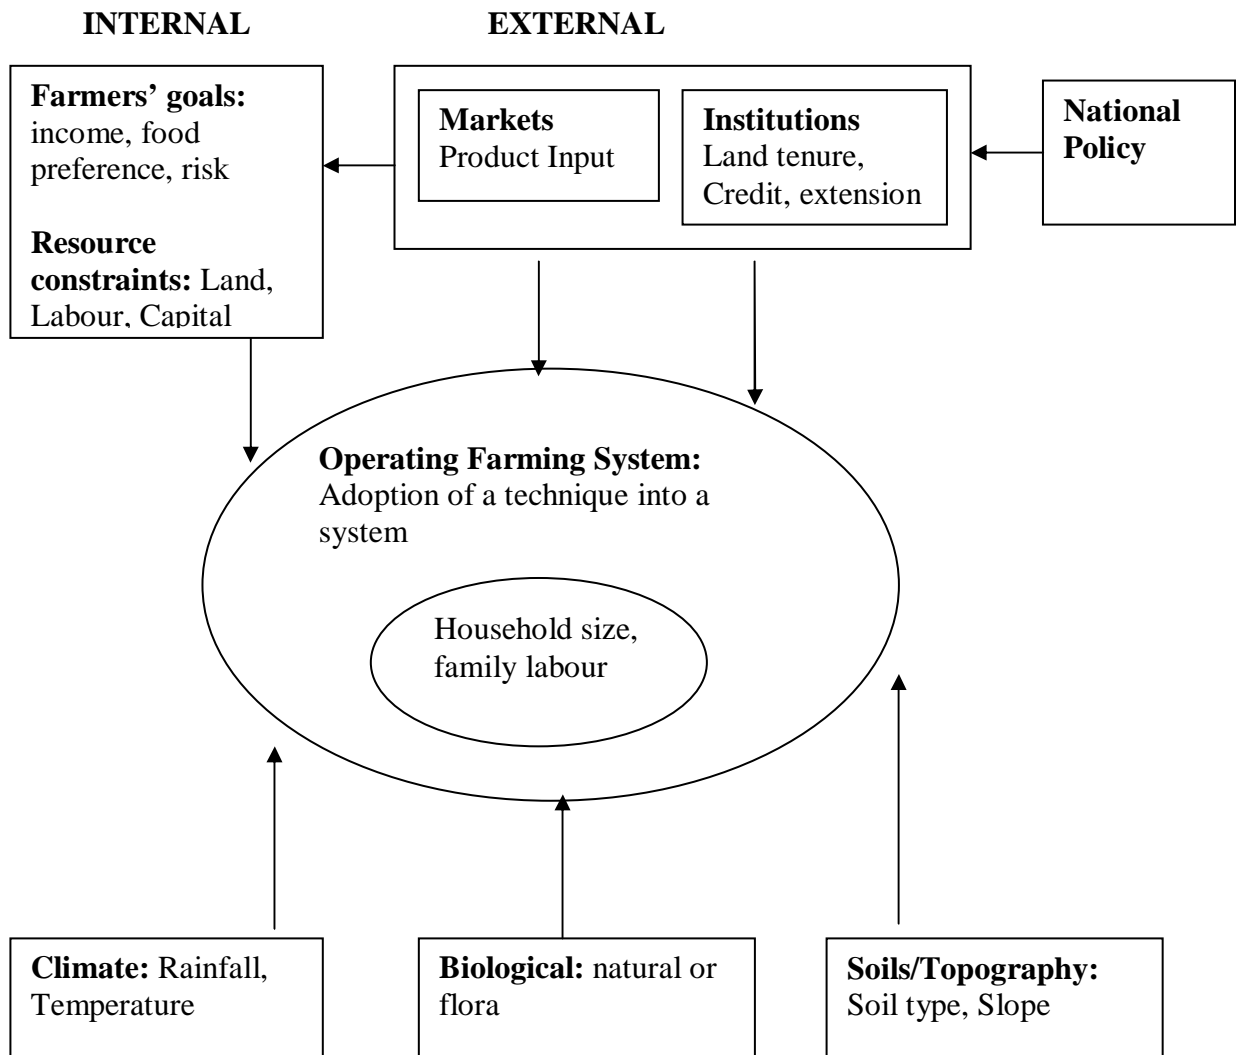 INTERNAL
EXTERNAL
Farmers’ goals:
income, food
preference, risk
Resource
constraints: Land,
Labour, Capital
Markets
Product Input
Institutions
Land tenure,
Credit, extension
National
Policy
Operating Farming System:
Adoption of a technique into a
system
Household size,
family labour
Climate: Rainfall,
Temperature
Biological: natural or
flora
Soils/Topography:
Soil type, Slope